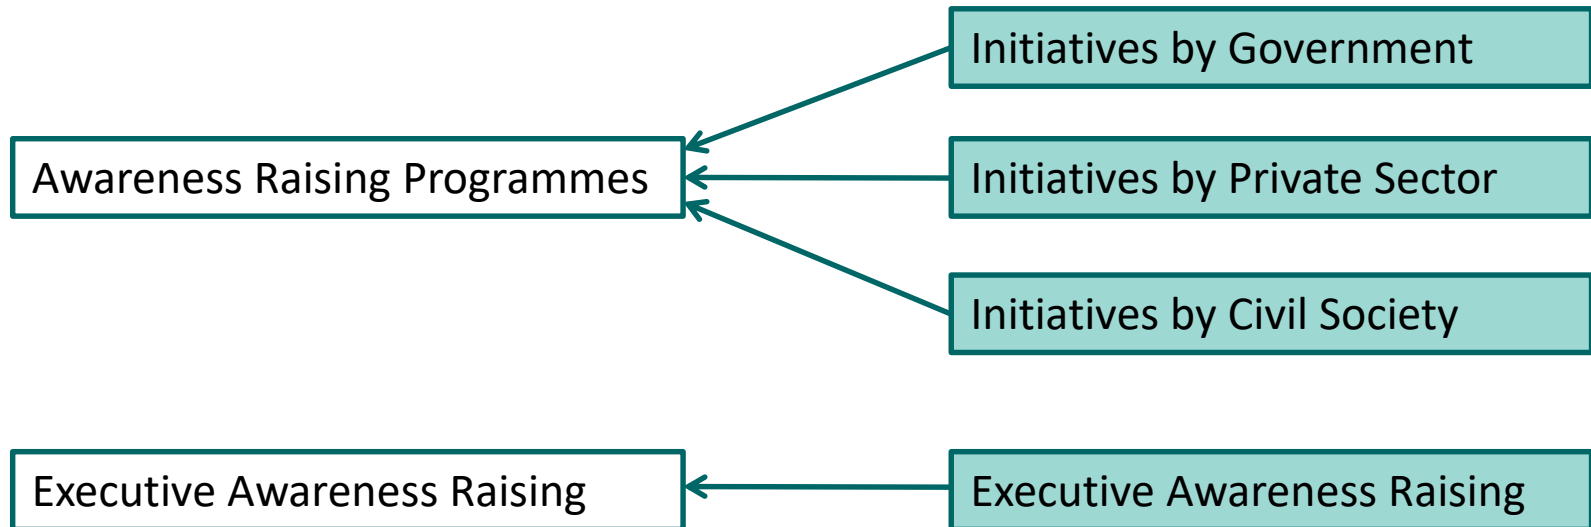 Initiatives by Government
Awareness Raising Programmes
Initiatives by Private Sector
Initiatives by Civil Society
Executive Awareness Raising
Executive Awareness Raising